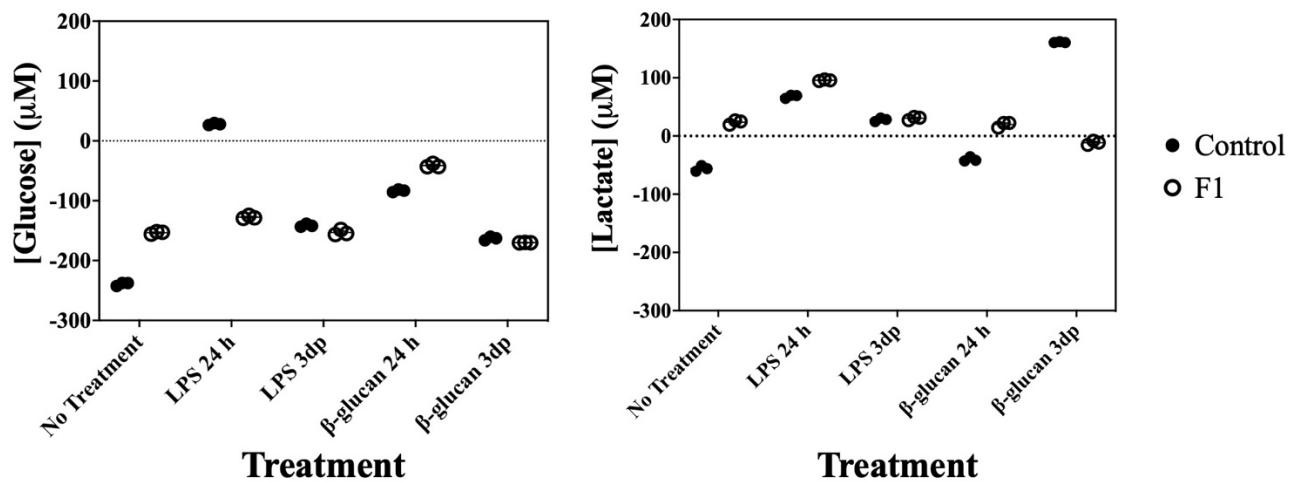 200
100
0
-100
-200
-300
[Glucose] (μM)
No Treatment
LPS 24 h
LPS 3dp
β-glucan 24 h
β-glucan 3dp
Treatment
200
100
0
-100
-200
-300
[Lactate] (μM)
No Treatment
LPS 24 h
LPS 3dp
β-glucan 24 h
β-glucan 3dp
Treatment
Control
F1